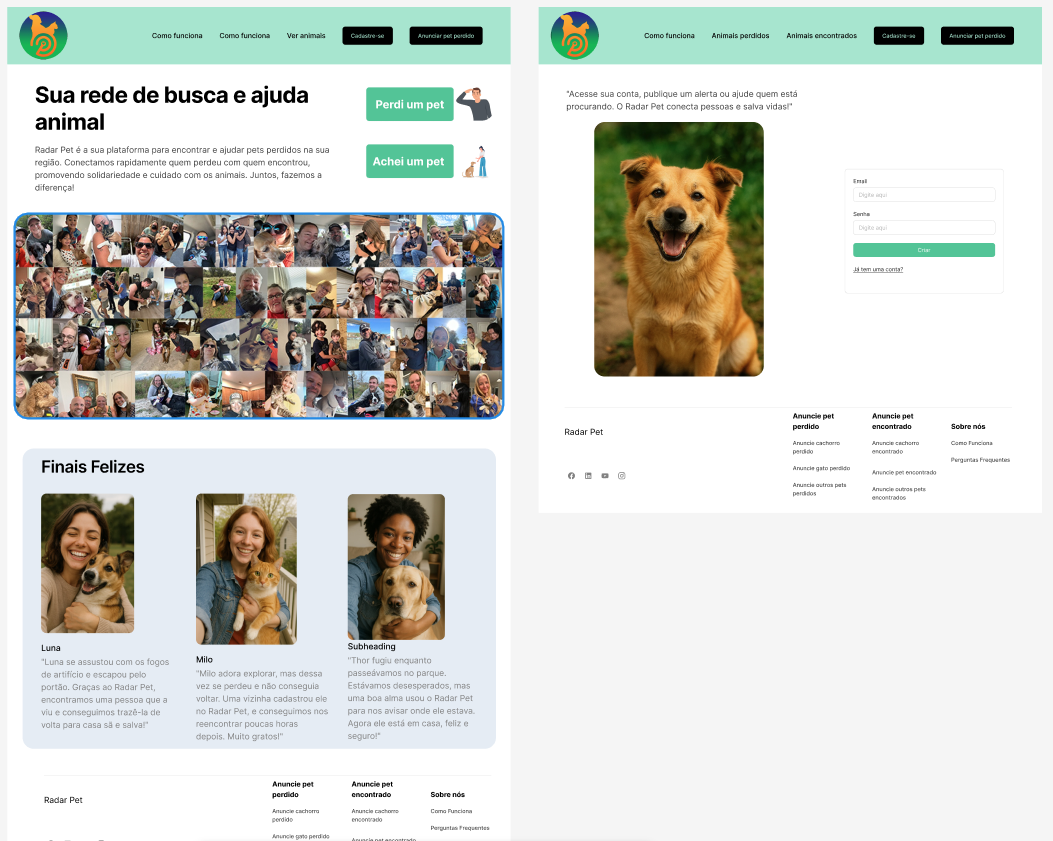 Como funciona
Como funciona
Ver animais
Cadastre-se
Anunciar pet perdido
Sua rede de busca e ajuda
animal
Radar Pet é a sua plataforma para encontrar e ajudar pets perdidos na sua
região. Conectamos rapidamente quem perdeu com quem encontrou,
promovendo solidariedade e cuidado com os animais. Juntos, fazemos a
diferença!
Perdi um pet
Achei um pet
Finais Felizes
Luna
"Luna se assustou com os fogos
de artifício e escapou pelo
portão. Graças ao Radar Pet,
encontramos uma pessoa que a
viu e conseguimos trazê-la de
volta para casa sã e salva!"
Milo
"Milo adora explorar, mas dessa
vez se perdeu e não conseguia
voltar. Uma vizinha cadastrou ele
no Radar Pet, e conseguimos nos
reencontrar poucas horas
depois. Muito gratos!"
Subheading
"Thor fugiu enquanto
passeávamos no parque.
Estávamos desesperados, mas
uma boa alma usou o Radar Pet
para nos avisar onde ele estava.
Agora ele está em casa, feliz e
seguro!"
Radar Pet
Anuncie pet
perdido
Anuncie cachorro
perdido
Anuncie gato perdido
Anuncie pet
encontrado
Anuncie cachorro
encontrado
Anuncie pet encontrado
Sobre nós
Como Funciona
Perguntas Frequentes
Como funciona
Animais perdidos
Animais encontrados
Cadastre-se
Anunciar pet perdido
"Acesse sua conta, publique um alerta ou ajude quem está
procurando. O Radar Pet conecta pessoas e salva vidas!"
Email
Digite aqui
Senha
Digite aqui
Criar
Já tem uma conta?
Radar Pet
Anuncie pet
perdido
Anuncie cachorro
perdido
Anuncie gato perdido
Anuncie outros pets
perdidos
Anuncie pet
encontrado
Anuncie cachorro
encontrado
Anuncie pet encontrado
Anuncie outros pets
encontrados
Sobre nós
Como Funciona
Perguntas Frequentes